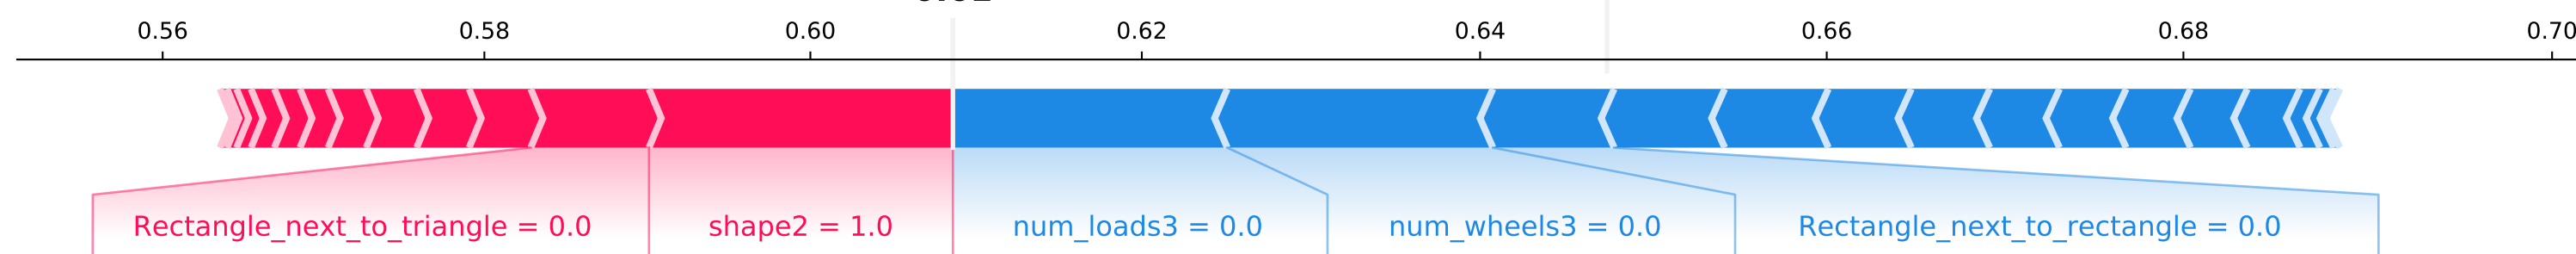 0.56 0.58 0.60 0.62 0.64 0.66 0.68 0.70
Rectangle_next_to_triangle = 0.0 shape2 = 1.0 num_loads3 = 0.0 num_wheels3 = 0.0 Rectangle_next_to_rectangle = 0.0